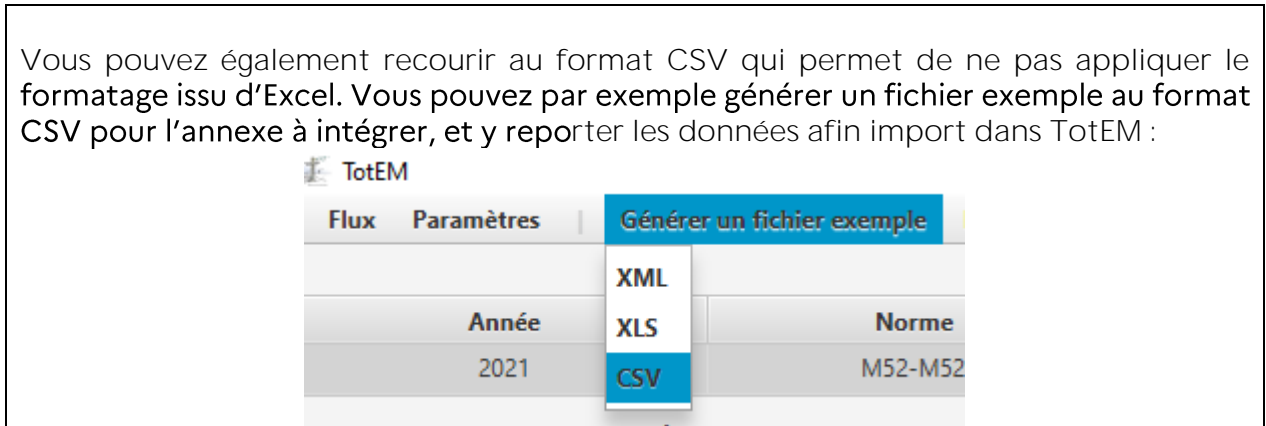 Vous pouvez également recourir au format CSV qui permet de ne pas appliquer le
formatage issu d’Excel. Vous pouvez par exemple générer un fichier exemple au format
CSV pour l’annexe à intégrer, et y reporter les données afin import dans TotEM :
TotEM
Flux Paramètres | Générer un fichier exemple
XML
Année XLS Norme
2021 CSV M52-M52